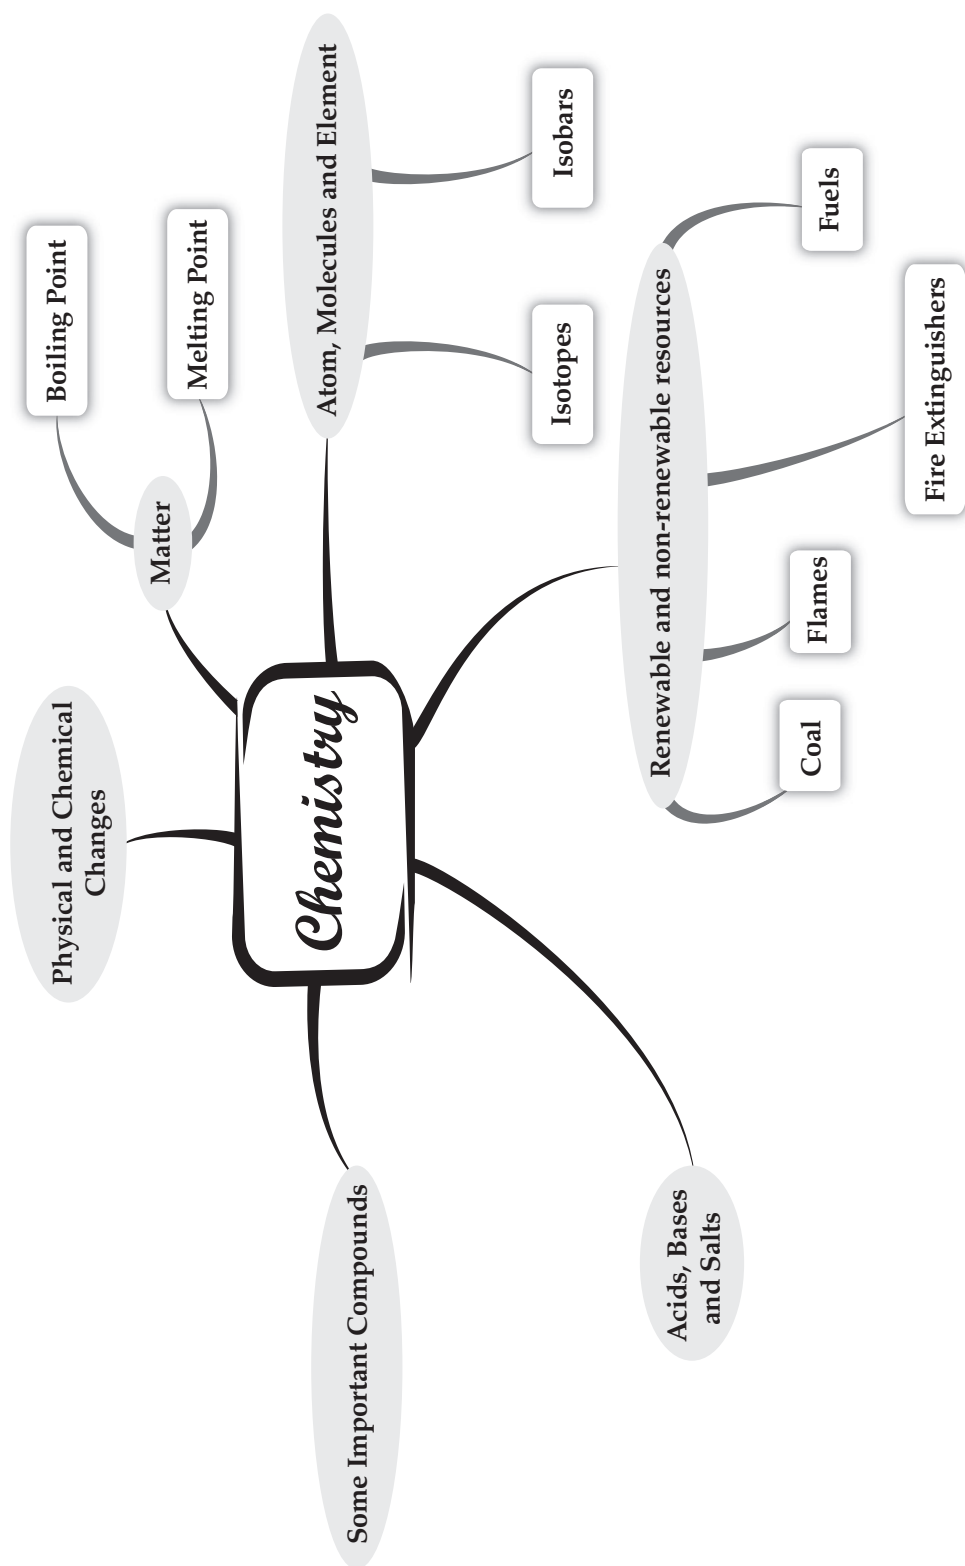 Physical and Chemical
Changes
Matter
Boiling Point
Melting Point
Chemistry
Atom, Molecules and Element
Isotopes
Isobars
Some Important Compounds
Acids, Bases
and Salts
Renewable and non-renewable resources
Coal
Flames
Fire Extinguishers
Fuels